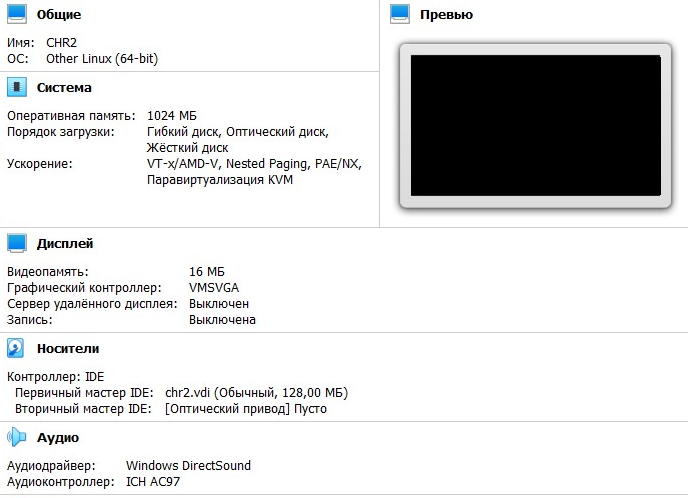 Общие
Имя: CHR2
ОС: Other Linux (64-bit)
Система
Оперативная память: 1024 МБ
Порядок загрузки: Гибкий диск, Оптический диск,
Жёсткий диск
Ускорение: VT-x/AMD-V, Nested Paging, PAE/NX,
Паравиртуализация KVM
Превью
Дисплей
Видеопамять: 16 МБ
Графический контроллер: VMSVGA
Сервер удалённого дисплея: Выключен
Запись: Выключена
Носители
Контроллер: IDE
Первичный мастер IDE: chr2.vdi (Обычный, 128,00 МБ)
Вторичный мастер IDE: [Оптический привод] Пусто
Аудио
Аудиодрайвер: Windows DirectSound
Аудиоконтроллер: ICH AC97